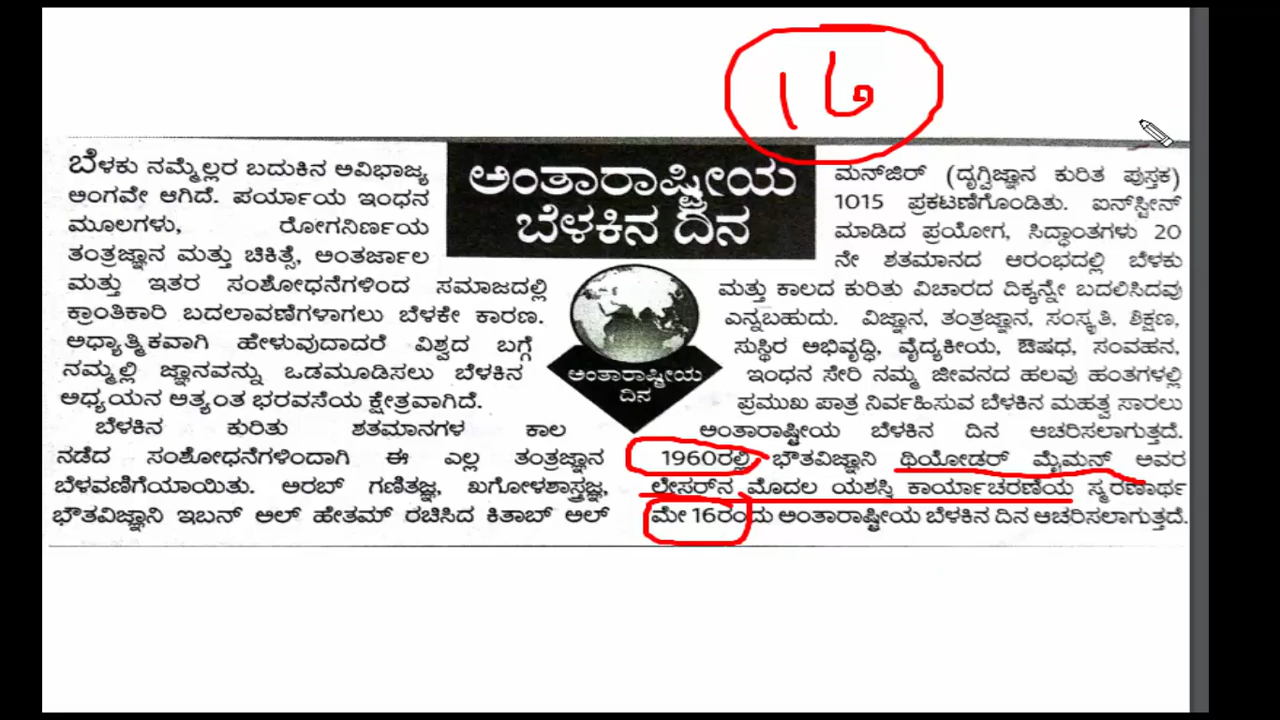 16
ಅಂತಾರಾಷ್ಟ್ರೀಯ
ಬೆಳಕಿನ ದಿನ
ಬೆಳಕು ನಮ್ಮೆಲ್ಲರ ಬದುಕಿನ ಅವಿಭಾಜ್ಯ
ಅಂಗವೇ ಆಗಿದೆ. ಪರ್ಯಾಯ ಇಂಧನ
ಮೂಲಗಳು, ರೋಗನಿರ್ಣಯ
ತಂತ್ರಜ್ಞಾನ ಮತ್ತು ಚಿಕಿತ್ಸೆ, ಅಂತರ್ಜಾಲ
ಮತ್ತು ಇತರ ಸಂಶೋಧನೆಗಳಿಂದ ಸಮಾಜದಲ್ಲಿ
ಕ್ರಾಂತಿಕಾರಿ ಬದಲಾವಣೆಗಳಾಗಲು ಬೆಳಕೇ ಕಾರಣ.
ಅಧ್ಯಾತ್ಮಿಕವಾಗಿ ಹೇಳುವುದಾದರೆ ವಿಶ್ವದ ಬಗ್ಗೆ
ನಮ್ಮಲ್ಲಿ ಜ್ಞಾನವನ್ನು ಒಡಮೂಡಿಸಲು ಬೆಳಕಿನ
ಅಧ್ಯಯನ ಅತ್ಯಂತ ಭರವಸೆಯ ಕ್ಷೇತ್ರವಾಗಿದೆ.
ಬೆಳಕಿನ ಕುರಿತು ಶತಮಾನಗಳ ಕಾಲ
ನಡೆದ ಸಂಶೋಧನೆಗಳಿಂದಾಗಿ ಈ ಎಲ್ಲ ತಂತ್ರಜ್ಞಾನ
ಬೆಳವಣಿಗೆಯಾಯಿತು. ಅರಬ್ ಗಣಿತಜ್ಞ, ಖಗೋಳಶಾಸ್ತ್ರಜ್ಞ,
ಭೌತವಿಜ್ಞಾನಿ ಇಬನ್ ಅಲ್ ಹೇತಮ್ ರಚಿಸಿದ ಕಿತಾಬ್ ಅಲ್
ಅಂತಾರಾಷ್ಟ್ರೀಯ
ದಿನ
ಮನ್‌ಜಿರ್ (ದೃಗ್ವಿಜ್ಞಾನ ಕುರಿತ ಪುಸ್ತಕ)
1015 ಪ್ರಕಟಣೆಗೊಂಡಿತು. ಐನ್‌ಸ್ಟೀನ್
ಮಾಡಿದ ಪ್ರಯೋಗ, ಸಿದ್ಧಾಂತಗಳು 20
ನೇ ಶತಮಾನದ ಆರಂಭದಲ್ಲಿ ಬೆಳಕು
ಮತ್ತು ಕಾಲದ ಕುರಿತು ವಿಚಾರದ ದಿಕ್ಕನ್ನೇ ಬದಲಿಸಿದವು
ಎನ್ನಬಹುದು. ವಿಜ್ಞಾನ, ತಂತ್ರಜ್ಞಾನ, ಸಂಸ್ಕೃತಿ, ಶಿಕ್ಷಣ,
ಸುಸ್ಥಿರ ಅಭಿವೃದ್ಧಿ, ವೈದ್ಯಕೀಯ, ಔಷಧ, ಸಂವಹನ,
ಇಂಧನ ಸೇರಿ ನಮ್ಮ ಜೀವನದ ಹಲವು ಹಂತಗಳಲ್ಲಿ
ಪ್ರಮುಖ ಪಾತ್ರ ನಿರ್ವಹಿಸುವ ಬೆಳಕಿನ ಮಹತ್ವ ಸಾರಲು
ಅಂತಾರಾಷ್ಟ್ರೀಯ ಬೆಳಕಿನ ದಿನ ಆಚರಿಸಲಾಗುತ್ತದೆ.
1960ರಲ್ಲಿ ಭೌತವಿಜ್ಞಾನಿ ಥಿಯೋಡರ್ ಮೈಮನ್ ಅವರ
ಲೇಸರ್‌ನ ಮೊದಲ ಯಶಸ್ವಿ ಕಾರ್ಯಾಚರಣೆಯ ಸ್ಮರಣಾರ್ಥ
ಮೇ 16ರಂದು ಅಂತಾರಾಷ್ಟ್ರೀಯ ಬೆಳಕಿನ ದಿನ ಆಚರಿಸಲಾಗುತ್ತದೆ.